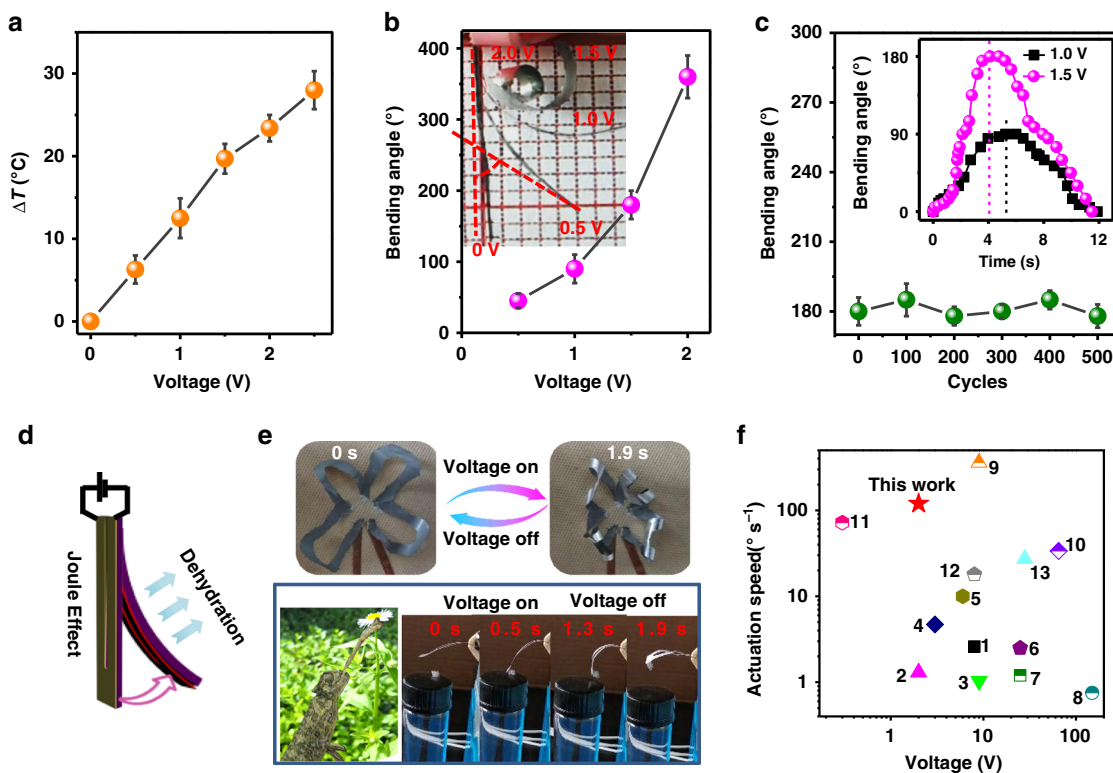 a
ΔT (°C)
30
20
10
0
0
1
2
Voltage (V)
b
Bending angle (°)
400
350
300
250
200
150
100
50
0
0
1
2
Voltage (V)
2.0 V
1.5 V
1.0 V
0.5 V
0 V
c
Bending angle (°)
300
270
240
210
180
0
100
200
300
400
500
Cycles
Bending angle (°)
180
90
0
0
4
8
12
Time (s)
1.0 V
1.5 V
d
Joule Effect
Dehydration
e
0 s
Voltage on
Voltage off
1.9 s
Voltage on
Voltage off
0 s
0.5 s
1.3 s
1.9 s
f
Actuation speed(° s⁻¹)
100
10
1
1
10
100
Voltage (V)
This work
9
11
10
12
13
5
4
1
6
2
3
7
8